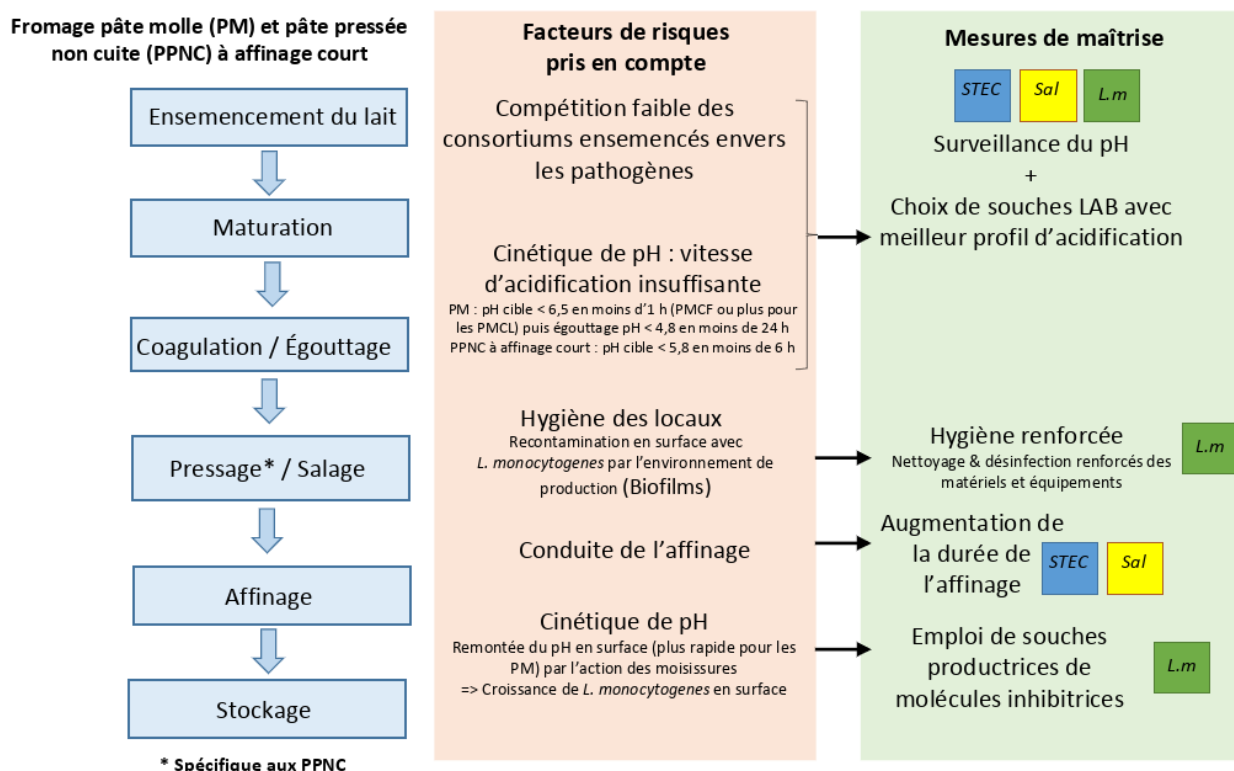 Fromage pâte molle (PM) et pâte pressée
non cuite (PPNC) à affinage court
Ensemencement du lait
Maturation
Coagulation / Égouttage
Pressage* / Salage
Affinage
Stockage
* Spécifique aux PPNC
Facteurs de risques
pris en compte
Compétition faible des
consortiums ensemencés envers
les pathogènes
Cinétique de pH : vitesse
d’acidification insuffisante
PM : pH cible < 6,5 en moins d’1 h (PMCF ou plus pour
les PMCL) puis égouttage pH < 4,8 en moins de 24 h
PPNC à affinage court : pH cible < 5,8 en moins de 6 h
Hygiène des locaux
Recontamination en surface avec
L. monocytogenes par l’environnement de
production (Biofilms)
Conduite de l’affinage
Cinétique de pH
Remontée du pH en surface (plus rapide pour les
PM) par l’action des moisissures
=> Croissance de L. monocytogenes en surface
Mesures de maîtrise
STEC Sal L.m
Surveillance du pH
+
Choix de souches LAB avec
meilleur profil d’acidification
Hygiène renforcée
Nettoyage & désinfection renforcés des
matériels et équipements
L.m
Augmentation de
la durée de
l’affinage
STEC Sal
Emploi de souches
productrices de
molécules inhibitrices
L.m